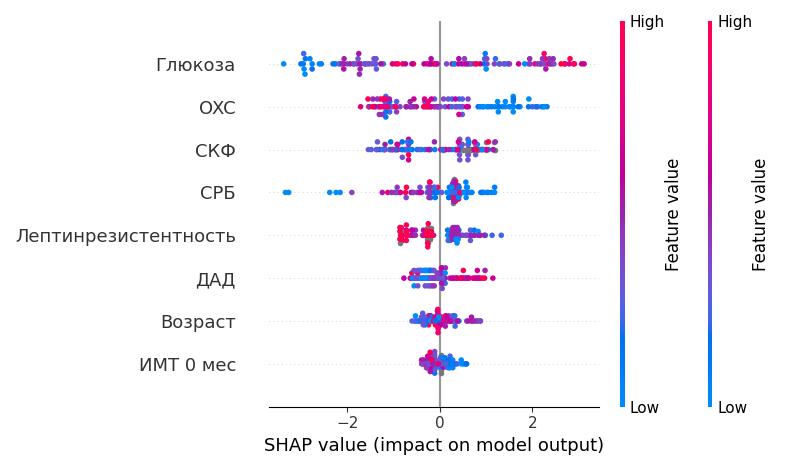 High
High
Глюкоза
ОХС
СКФ
СРБ
Лептинрезистентность
ДАД
Возраст
ИМТ 0 мес
Feature value
Feature value
Low
Low
−2
0
2
SHAP value (impact on model output)